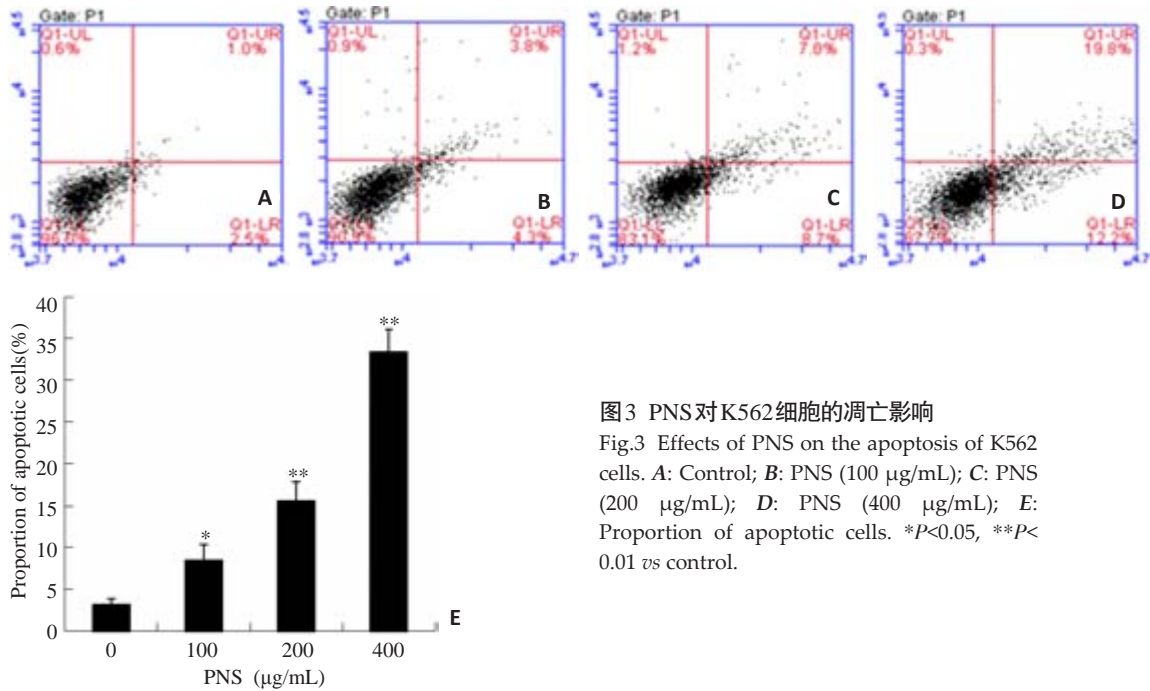 Gate: P1
Q1-UL
0.6%
Q1-UR
1.0%
Q1-LR
2.5%
A
Gate: P1
Q1-UL
0.9%
Q1-UR
3.8%
Q1-LR
4.3%
B
Gate: P1
Q1-UL
1.2%
Q1-UR
Q1-LL
83.1%
Q1-LR
8.7%
C
Gate: P1
Q1-UL
0.3%
Q1-UR
19.8%
Q1-LR
12.2%
D
Proportion of apoptotic cells(%)
40
35
30
25
20
15
10
5
0
*
**
**
0 100 200 400
PNS (μg/mL)
E
图3 PNS对K562细胞的凋亡影响
Fig.3 Effects of PNS on the apoptosis of K562
cells. A: Control; B: PNS (100 μg/mL); C: PNS
(200 μg/mL); D: PNS (400 μg/mL); E:
Proportion of apoptotic cells. *P<0.05, **P<
0.01 vs control.